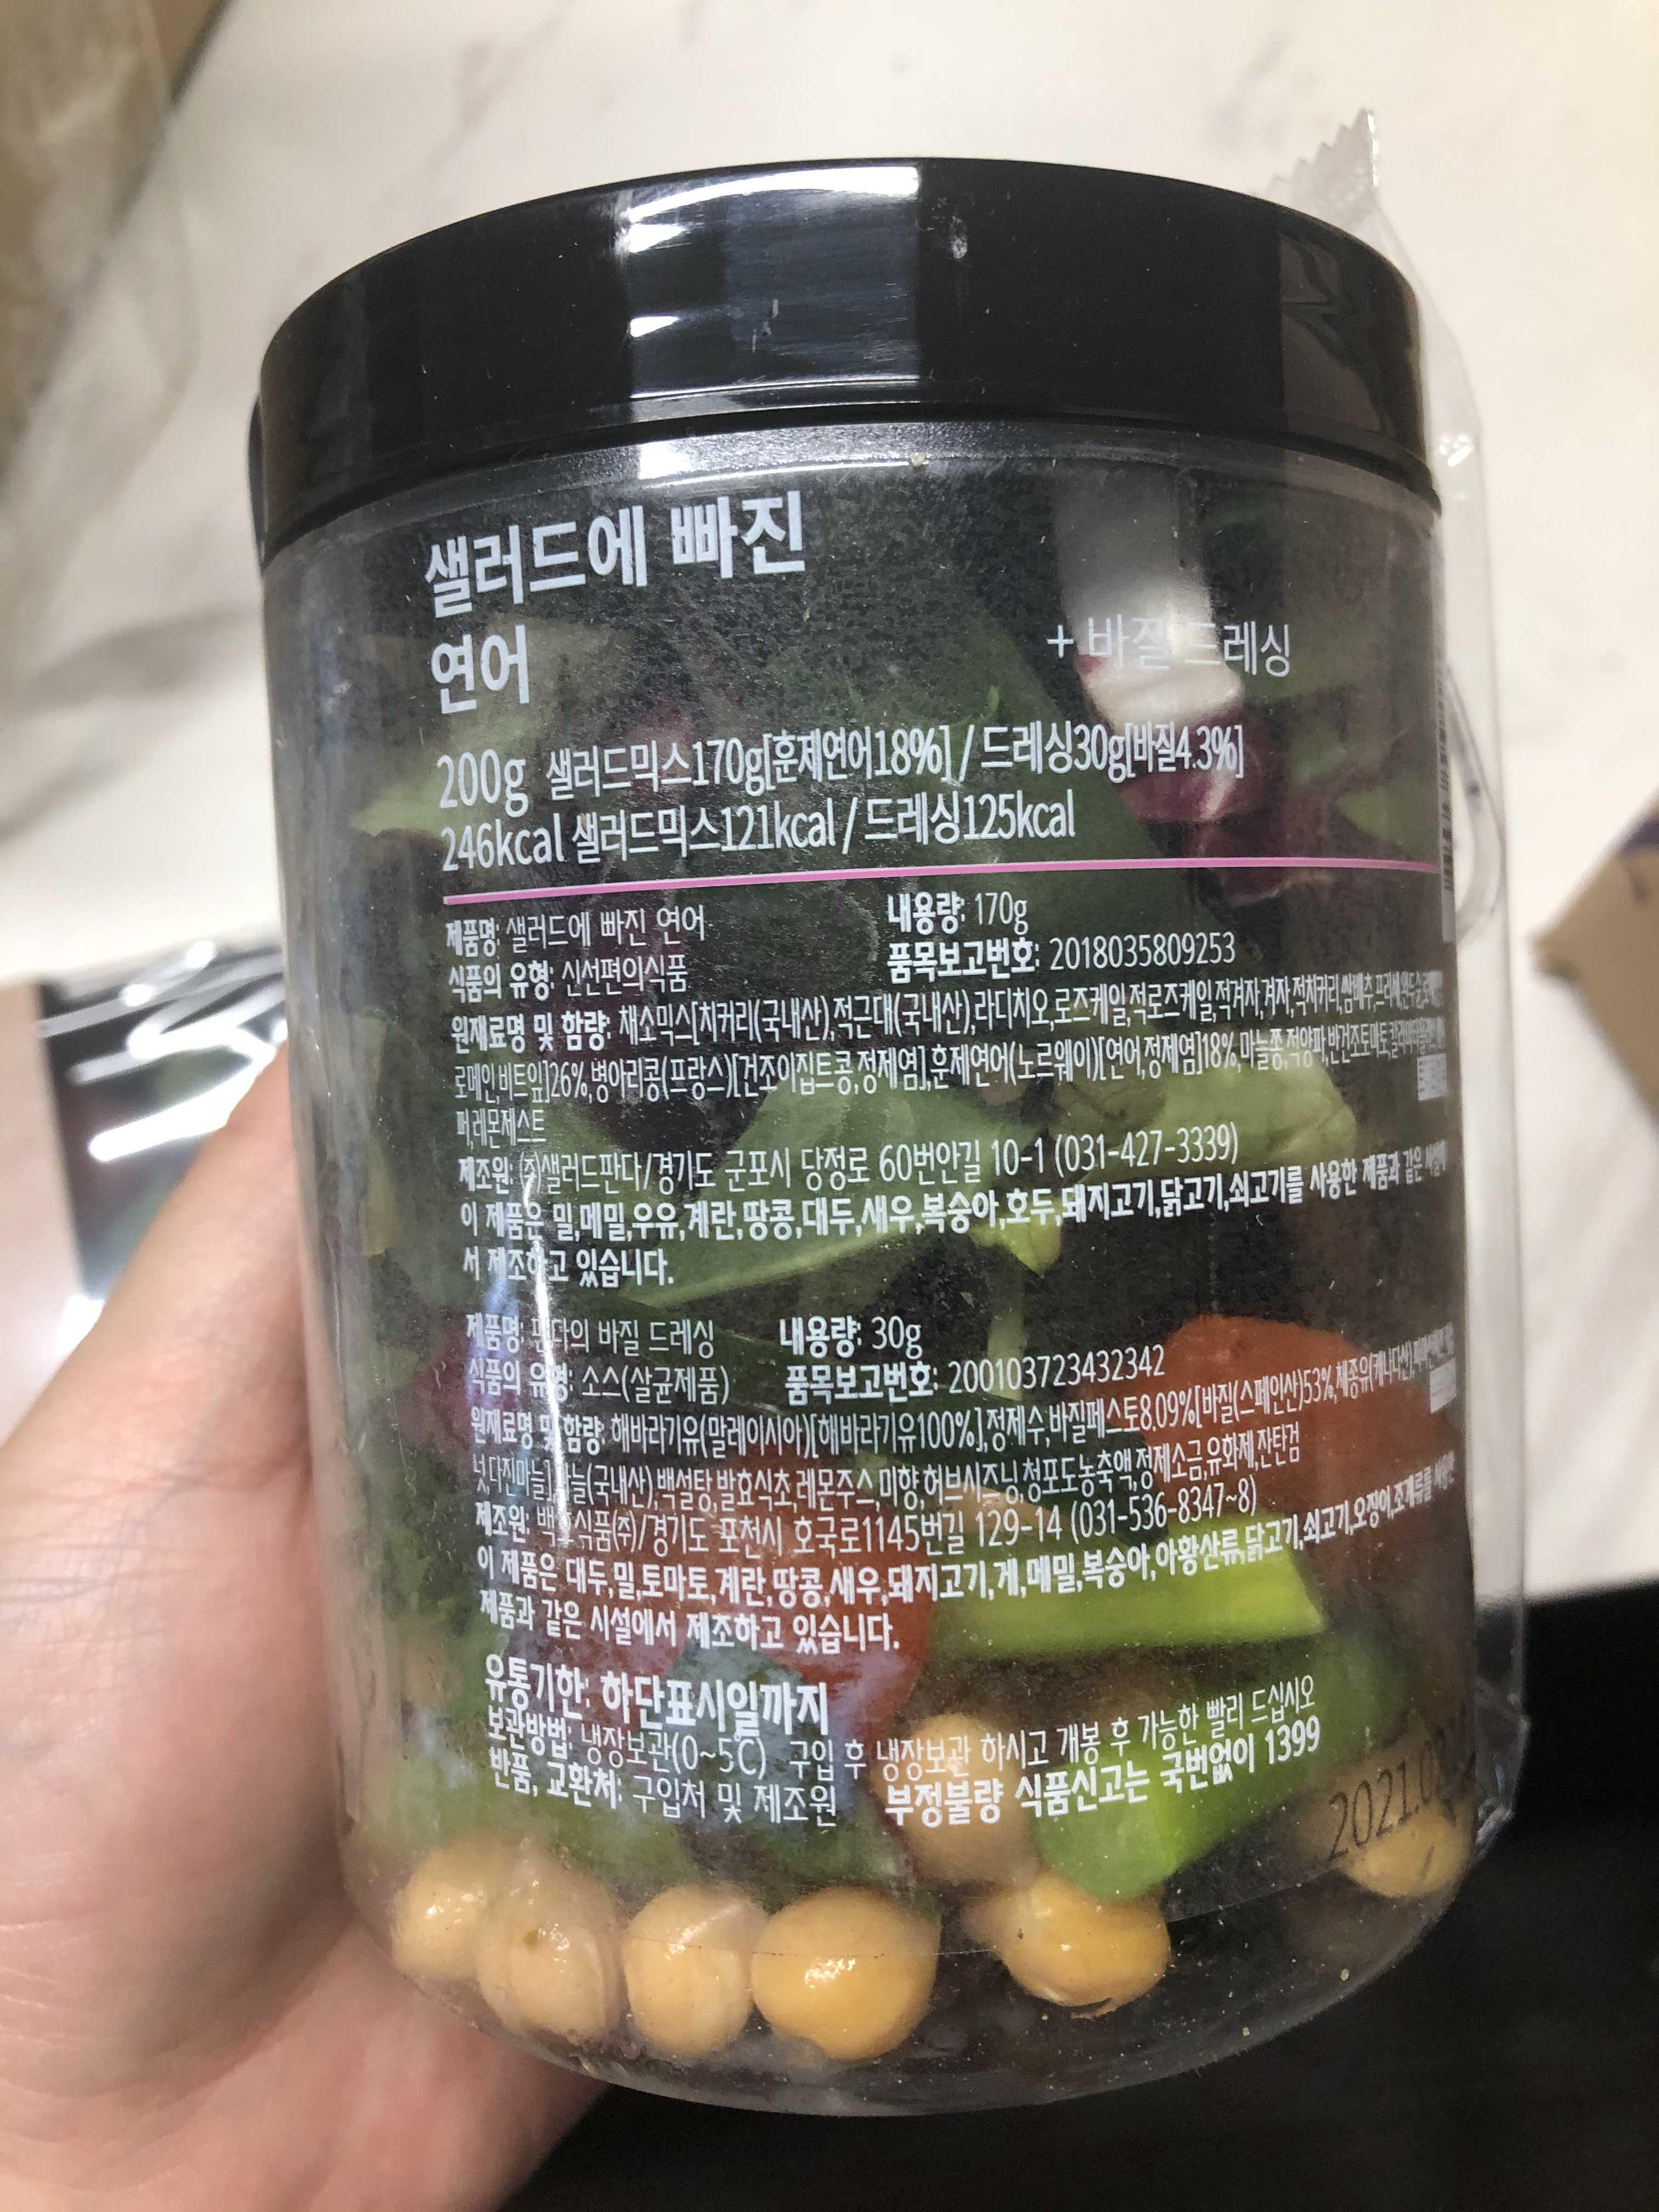 샐러드에 빠진
연어
+ 바질 드레싱
200g 샐러드믹스170g[훈제연어18%] / 드레싱30g[바질4.3%]
246kcal 샐러드믹스121kcal / 드레싱125kcal
제품명: 샐러드에 빠진 연어 내용량: 170g
식품의 유형: 신선편의식품 품목보고번호: 2018035809253
원재료명 및 함량: 채소믹스[치커리(국내산),적근대(국내산),라디치오,로즈케일,적로즈케일,적겨자,겨자,적치커리,쌈배추,프리세,
로메인,비트잎]26%,병아리콩(프랑스)[건조이집트콩,정제염],훈제연어(노르웨이)[연어,정제염]18%,마늘쫑,적양파,반건조토마토,
퍼,레몬제스트
제조원: (주)샐러드판다/경기도 군포시 당정로 60번안길 10-1 (031-427-3339)
이 제품은 밀,메밀,우유,계란,땅콩,대두,새우,복숭아,호두,돼지고기,닭고기,쇠고기를 사용한 제품과 같은
서 제조하고 있습니다.
제품명: 판다의 바질 드레싱 내용량: 30g
식품의 유형: 소스(살균제품) 품목보고번호: 200103723432342
원재료명 및 함량: 해바라기유(말레이시아)[해바라기유100%],정제수,바질페스토8.09%[바질(스페인산)53%,채종유(캐나다산),
넛,다진마늘],마늘(국내산),백설탕,발효식초,레몬주스,미향,허브시즈닝,청포도농축액,정제소금,유화제,잔탄검
제조원: 식품(주)/경기도 포천시 호국로1145번길 129-14 (031-536-8347~8)
이 제품은 대두,밀,토마토,계란,땅콩,새우,돼지고기,게,메밀,복숭아,아황산류,닭고기,쇠고기,오징어,조개류를 사용한
제품과 같은 시설에서 제조하고 있습니다.
유통기한: 하단표시일까지
보관방법: 냉장보관(0~5℃) 구입 후 냉장보관 하시고 개봉 후 가능한 빨리 드십시오
반품, 교환처: 구입처 및 제조원 부정불량 식품신고는 국번없이 1399